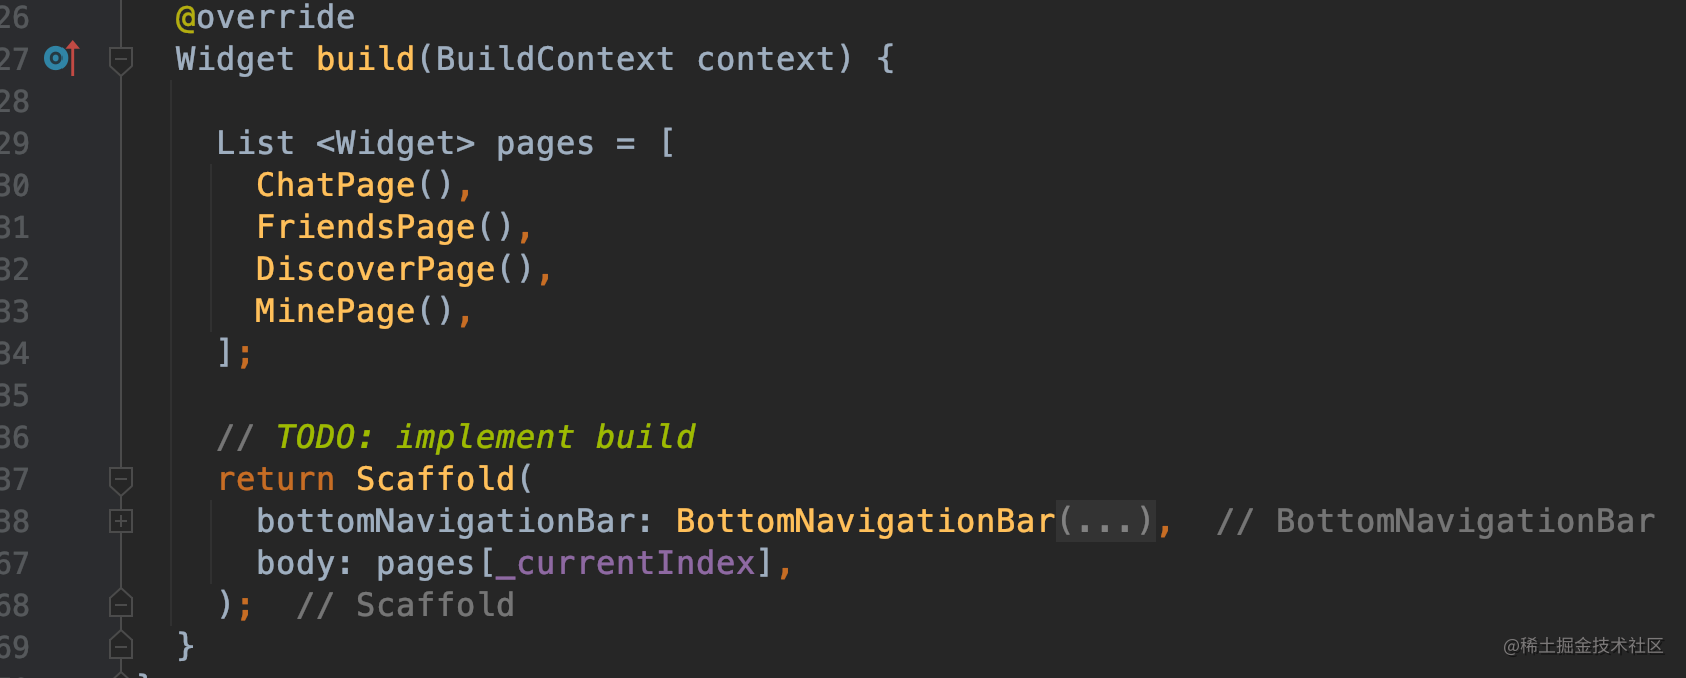 26 @override
27 Widget build(BuildContext context) {
28
29 List <Widget> pages = [
30 ChatPage(),
31 FriendsPage(),
32 DiscoverPage(),
33 MinePage(),
34 ];
35
36 // TODO: implement build
37 return Scaffold(
38 bottomNavigationBar: BottomNavigationBar(...), // BottomNavigationBar
67 body: pages[_currentIndex],
68 ); // Scaffold
69 }
@稀土掘金技术社区